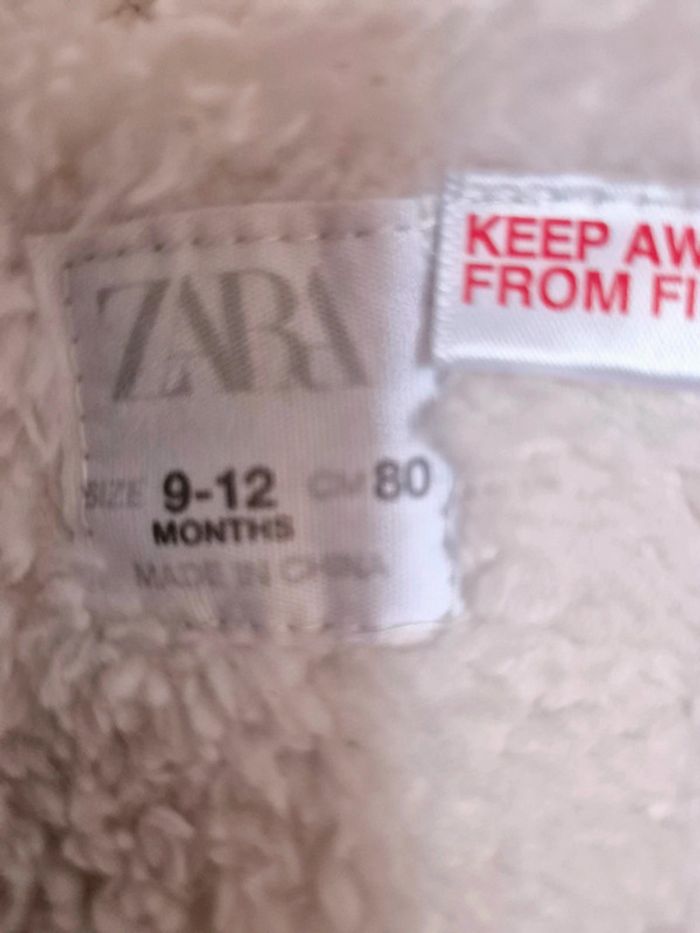 ZARA
SIZE 9-12 CM 80
MONTHS
MADE IN CHINA
KEEP AW
FROM FI